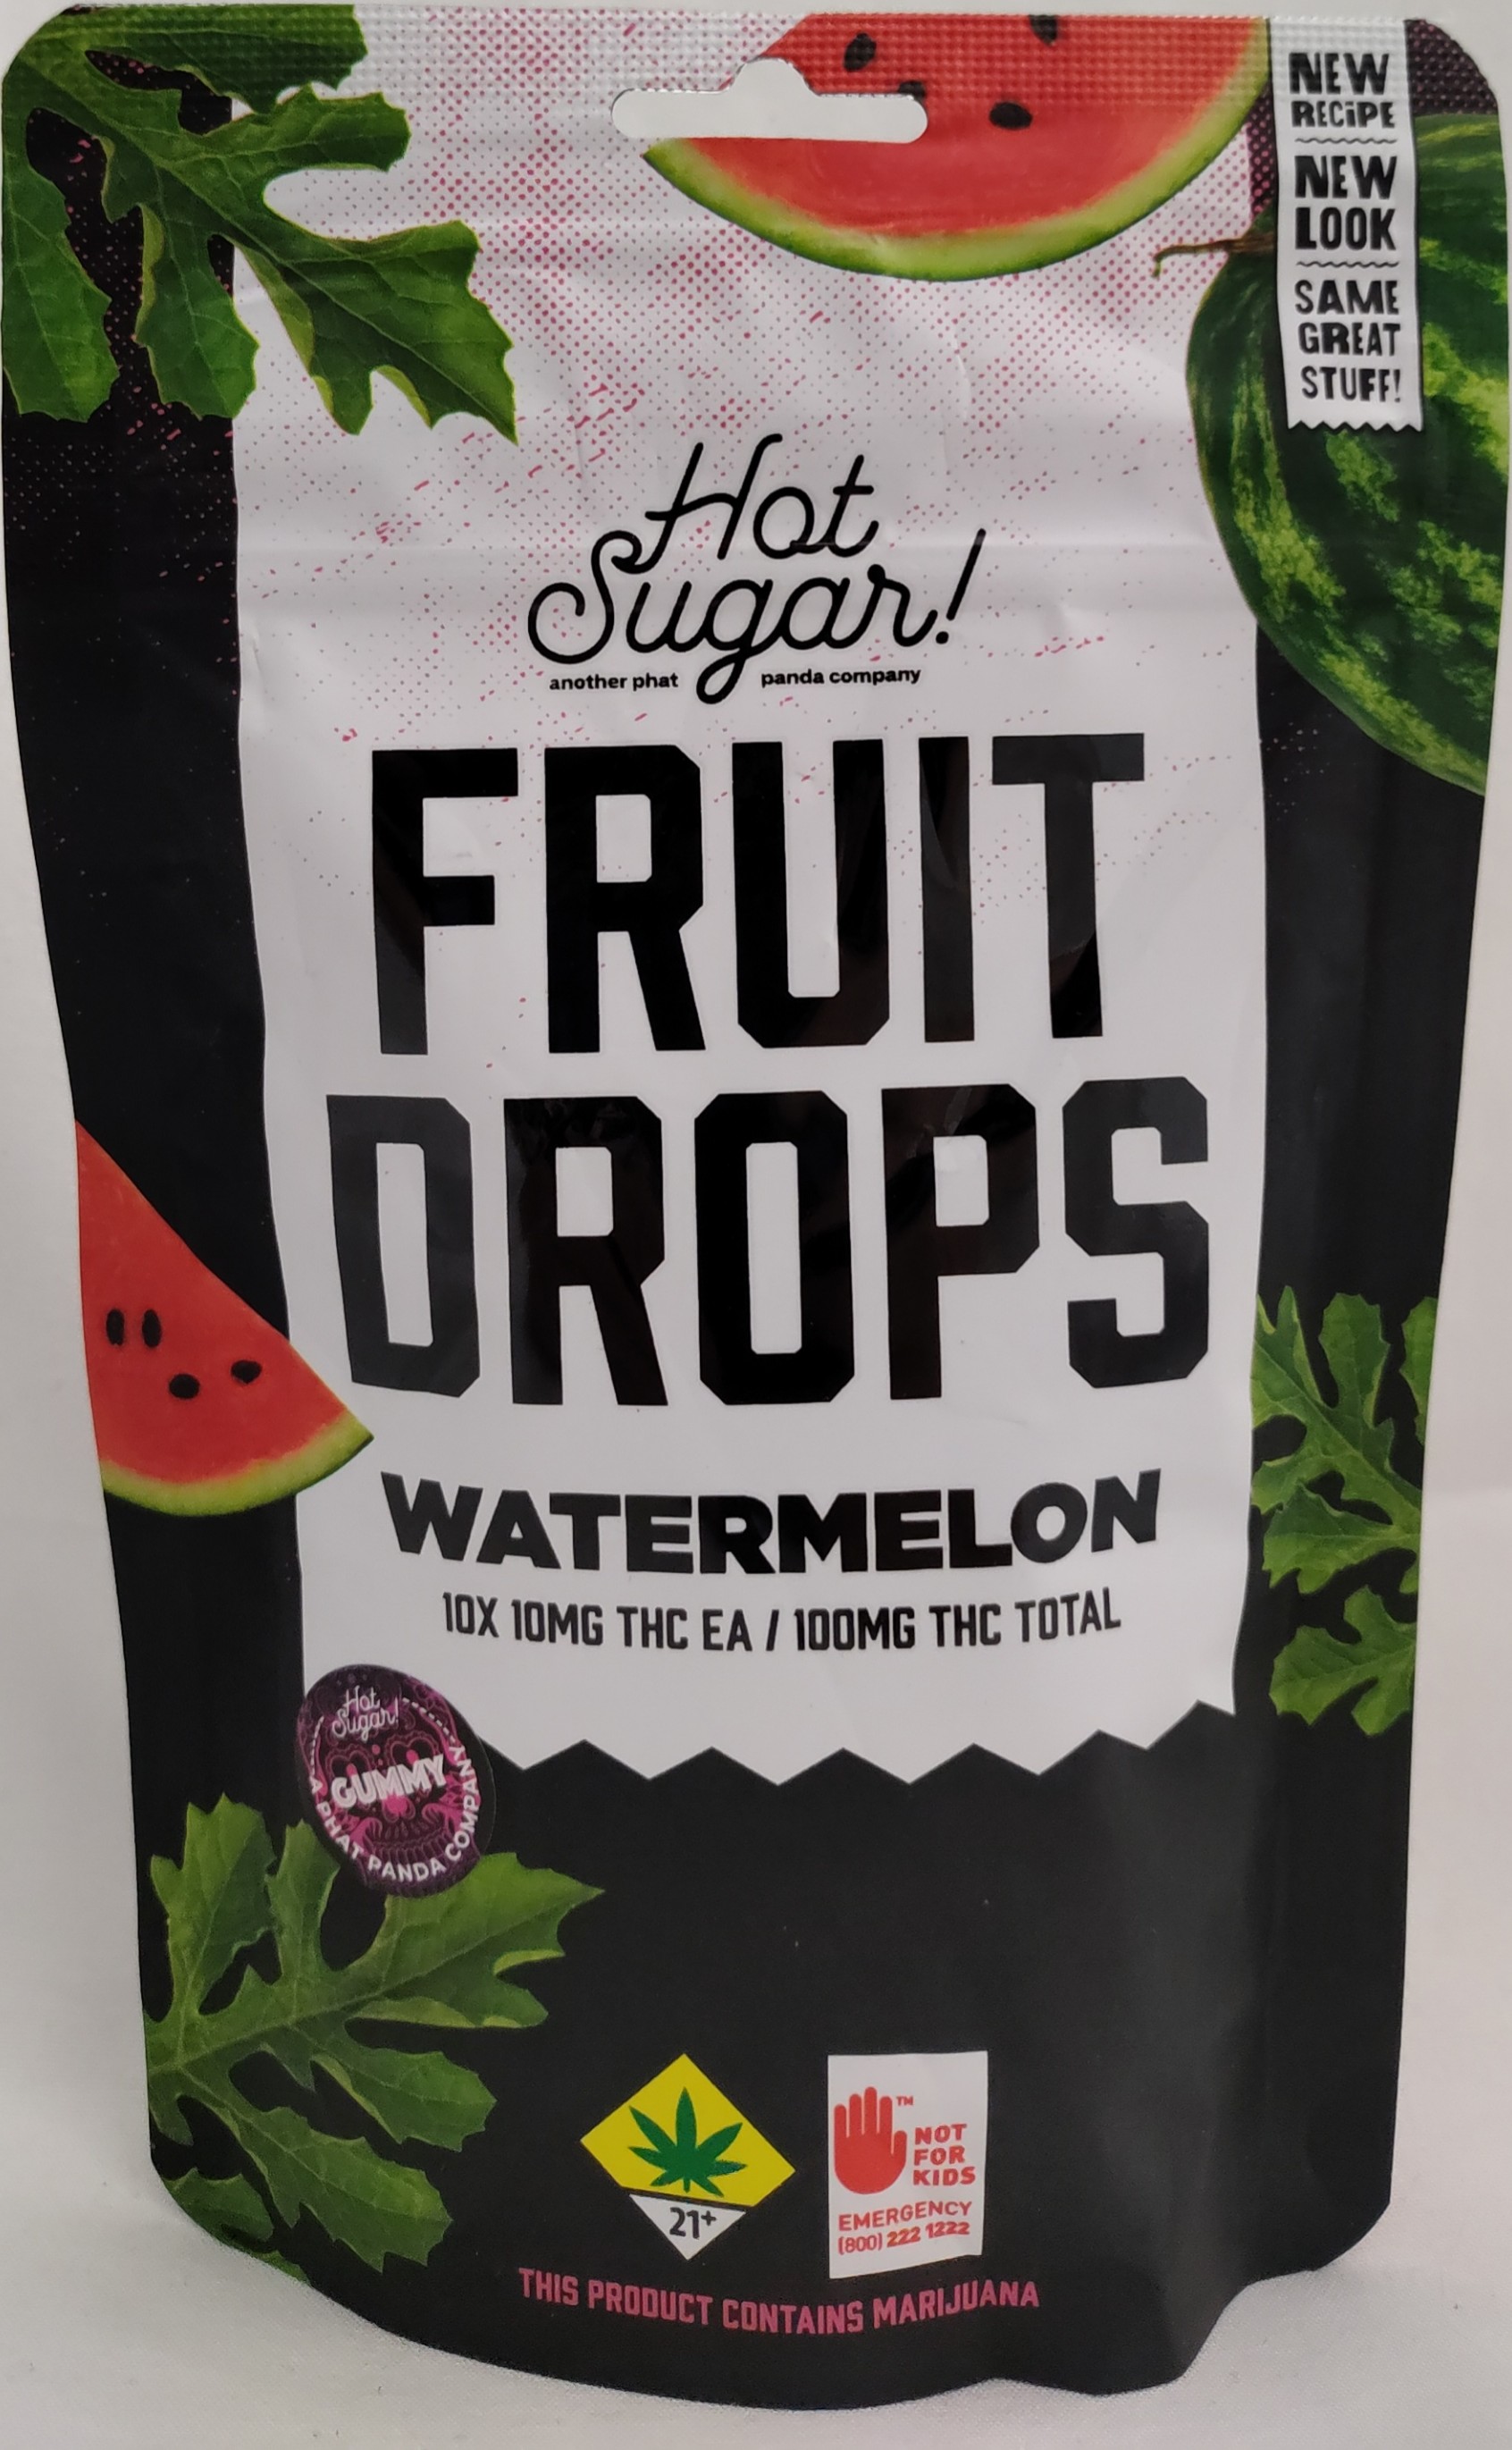 NEW
RECIPE
NEW
LOOK
SAME
GREAT
STUFF!
Hot
Sugar!
another phat panda company
FRUIT
DROPS
WATERMELON
10X 10MG THC EA / 100MG THC TOTAL
Hot
Sugar!
GUMMY
A PHAT PANDA COMPANY
21+
TM
NOT
FOR
KIDS
EMERGENCY
(800) 222 1222
THIS PRODUCT CONTAINS MARIJUANA